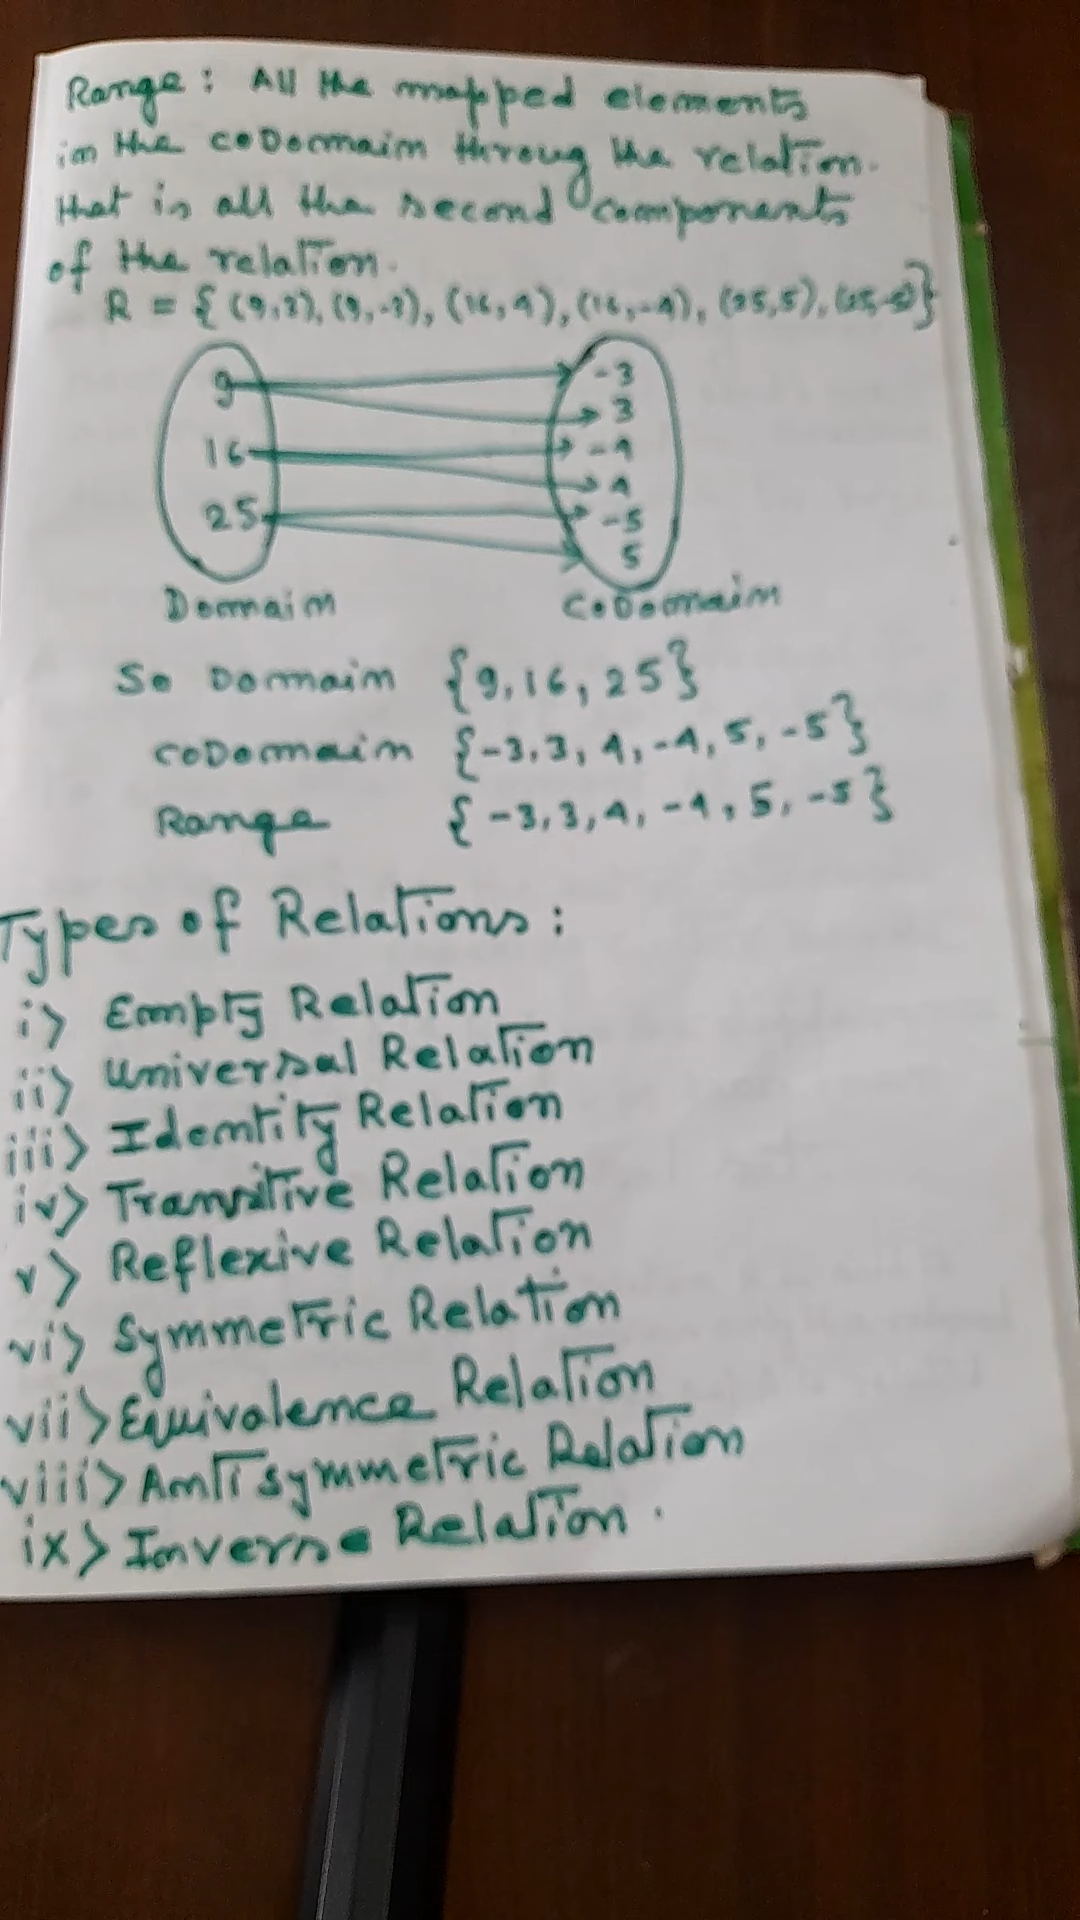 Range: All the mapped elements
in the coDomain throug the relation.
that is all the second components
of the relation.
R = {(9,3), (9,-3), (16,4), (16,-4), (25,5), (25,-5)}
9
16
25
-3
3
-4
4
-5
5
Domain
CoDomain
So Domain {9, 16, 25}
coDomain {-3, 3, 4, -4, 5, -5}
Range {-3, 3, 4, -4, 5, -5}
Types of Relations:
i> Empty Relation
ii> Universal Relation
iii> Identity Relation
iv> Transitive Relation
v> Reflexive Relation
vi> Symmetric Relation
vii> Equivalence Relation
viii> Anti symmetric Relation
ix> Inverse Relation.